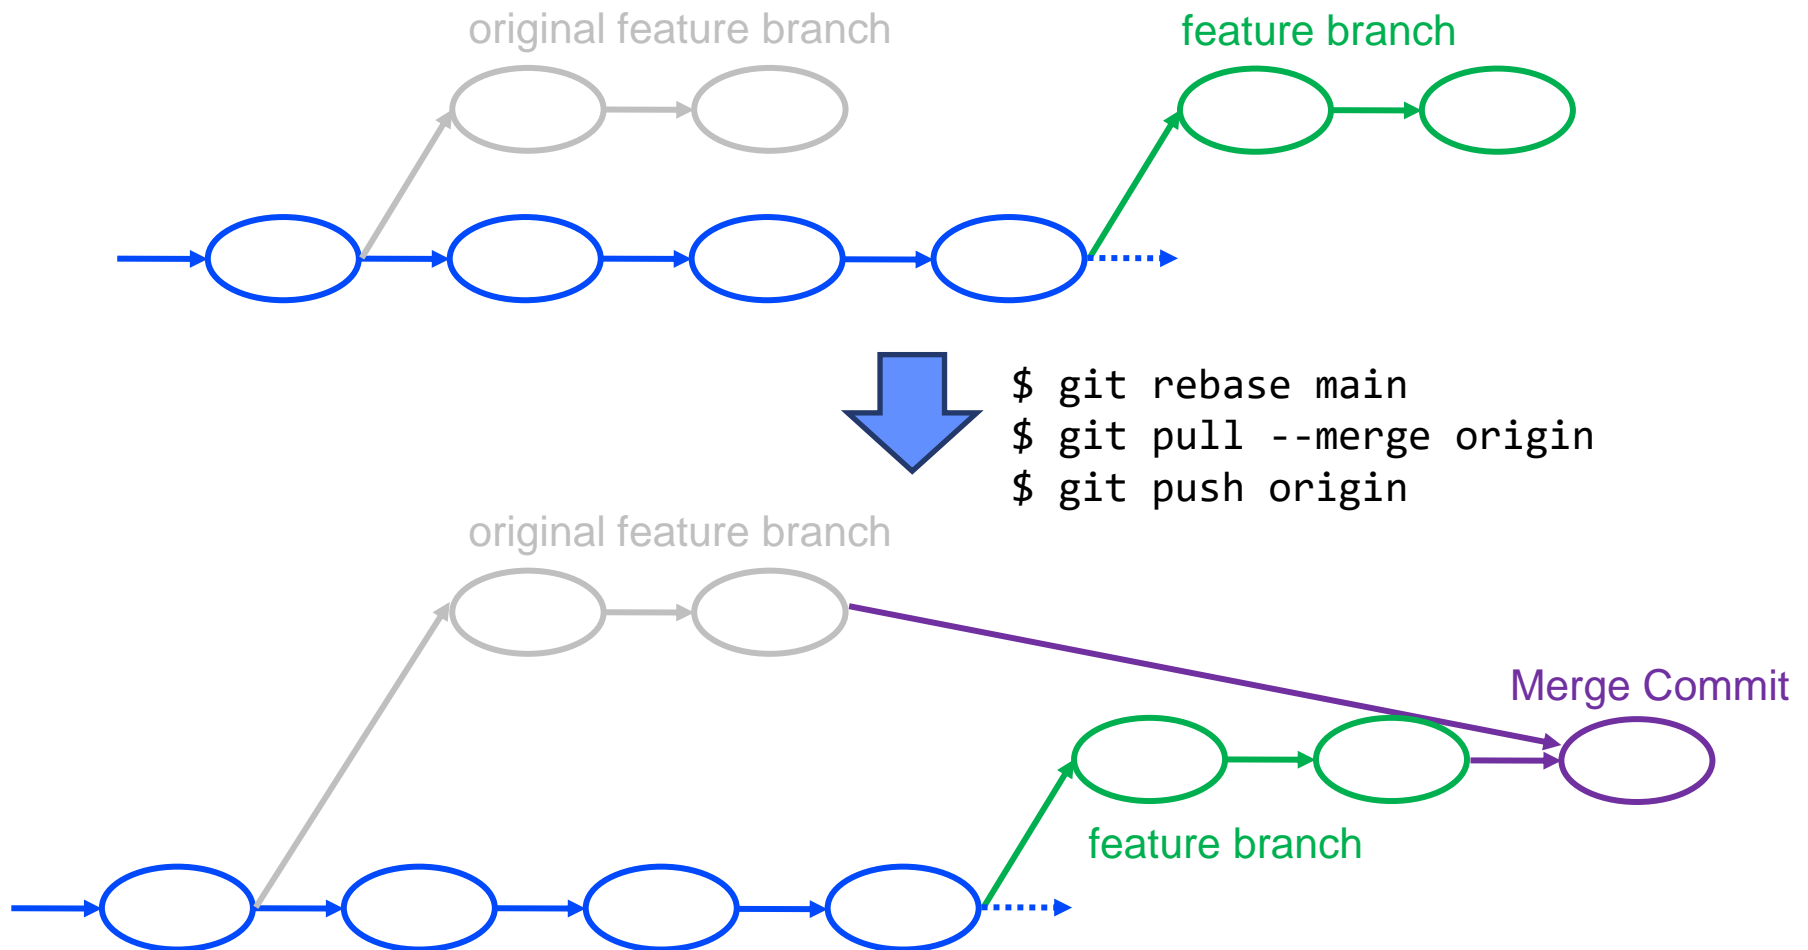 original feature branch
feature branch
$ git rebase main
$ git pull --merge origin
$ git push origin
original feature branch
Merge Commit
feature branch